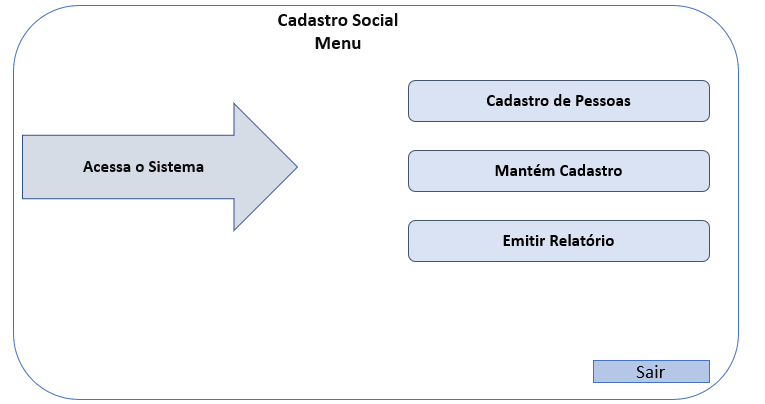 Cadastro Social
Menu
Cadastro de Pessoas
Acessa o Sistema
Mantém Cadastro
Emitir Relatório
Sair